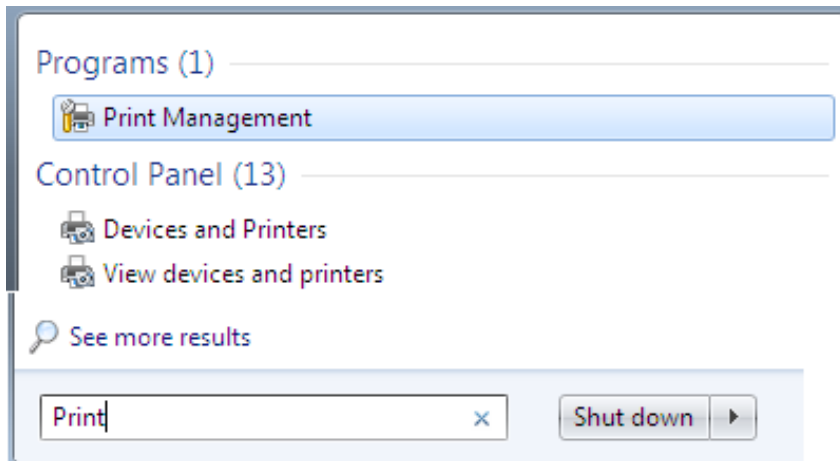 Programs (1)
Print Management
Control Panel (13)
Devices and Printers
View devices and printers
See more results
Print
Shut down